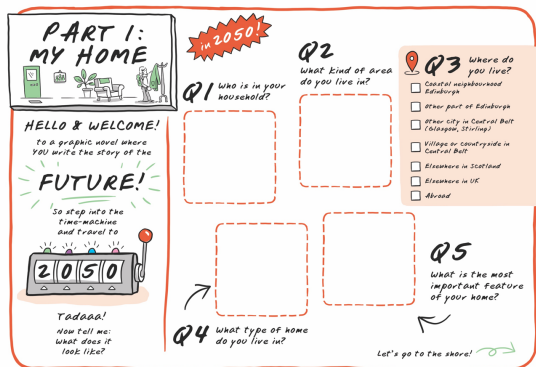 PART 1:
MY HOME
in 2050!
HELLO & WELCOME!
to a graphic novel where
YOU write the story of the
FUTURE!
So step into the
time-machine
and travel to
2050
Tadaaa!
Now tell me:
What does it
look like?
Q1 Who is in your
household?
Q2
What kind of area
do you live in?
Q3 Where do
you live?
Coastal neighbourhood
Edinburgh
Other part of Edinburgh
Other city in Central Belt
(Glasgow, Stirling)
Village or countryside in
Central Belt
Elsewhere in Scotland
Elsewhere in UK
Abroad
Q4 What type of home
do you live in?
Q5
What is the most
important feature
of your home?
Let's go to the shore!